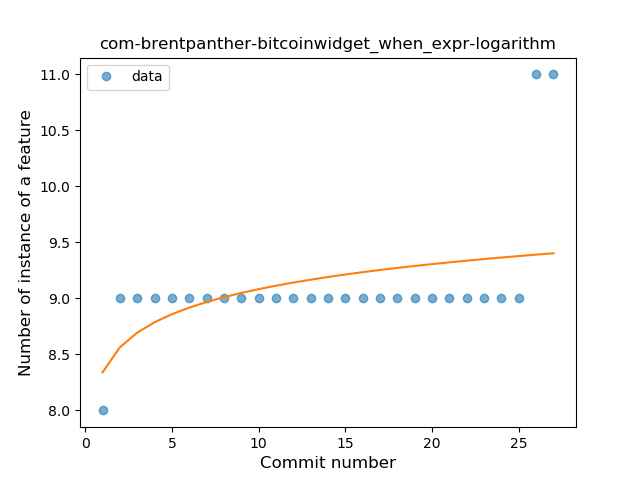 com-brentpanther-bitcoinwidget_when_expr-logarithm
data
Number of instance of a feature
11.0
10.5
10.0
9.5
9.0
8.5
8.0
0 5 10 15 20 25
Commit number